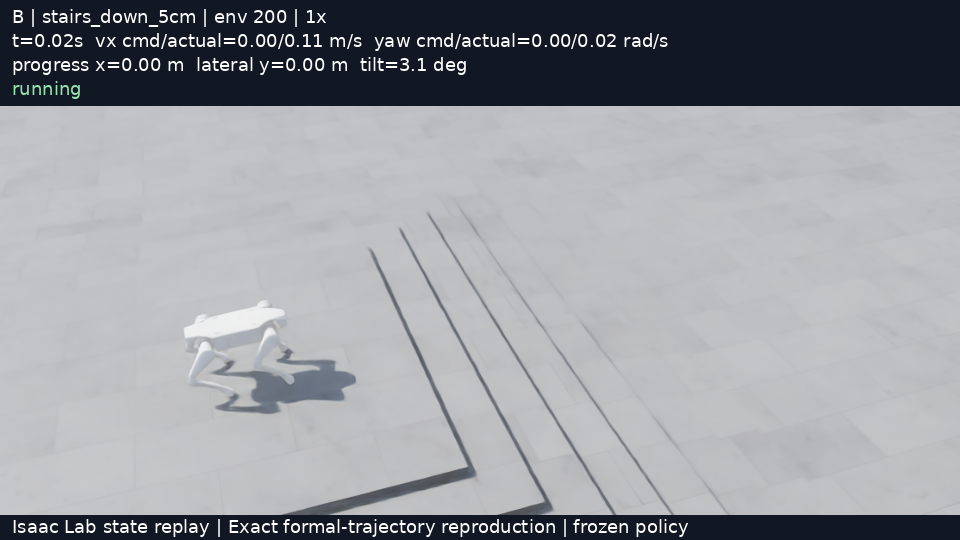 B | stairs_down_5cm | env 200 | 1x
t=0.02s  vx cmd/actual=0.00/0.11 m/s  yaw cmd/actual=0.00/0.02 rad/s
progress x=0.00 m  lateral y=0.00 m  tilt=3.1 deg
running
Isaac Lab state replay | Exact formal-trajectory reproduction | frozen policy